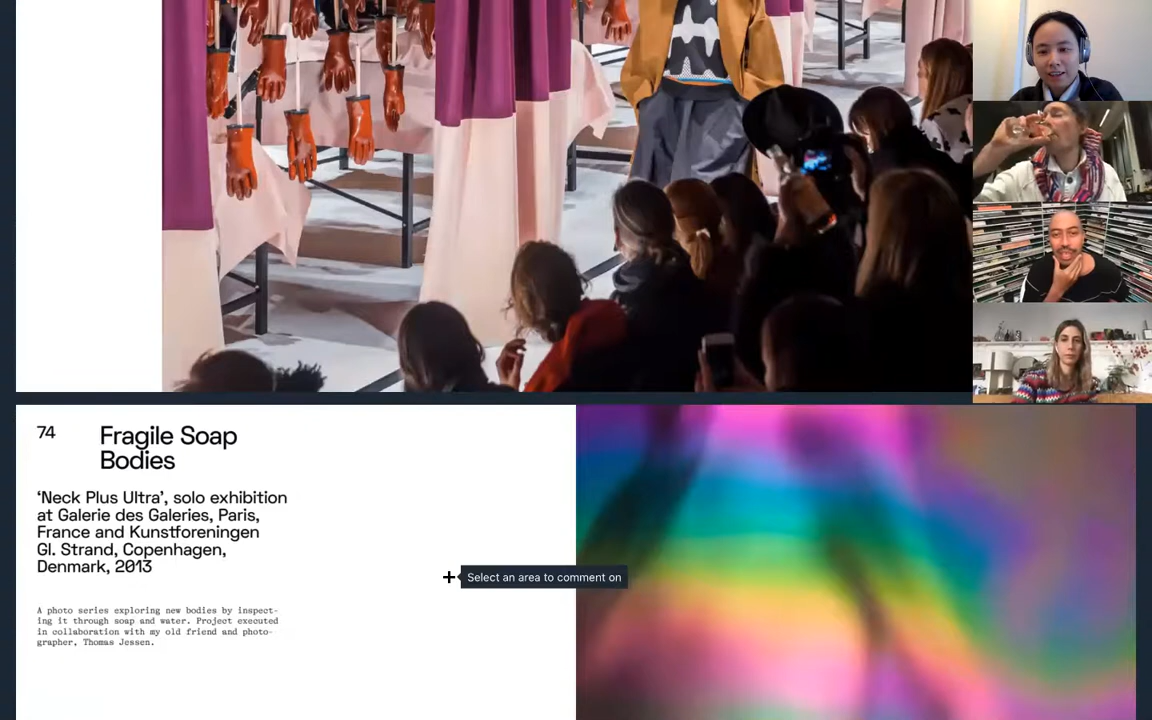 74
Fragile Soap
Bodies
‘Neck Plus Ultra’, solo exhibition
at Galerie des Galeries, Paris,
France and Kunstforeningen
Gl. Strand, Copenhagen,
Denmark, 2013
Select an area to comment on
A photo series exploring new bodies by inspect-
ing it through soap and water. Project executed
in collaboration with my old friend and photo-
grapher, Thomas Jessen.